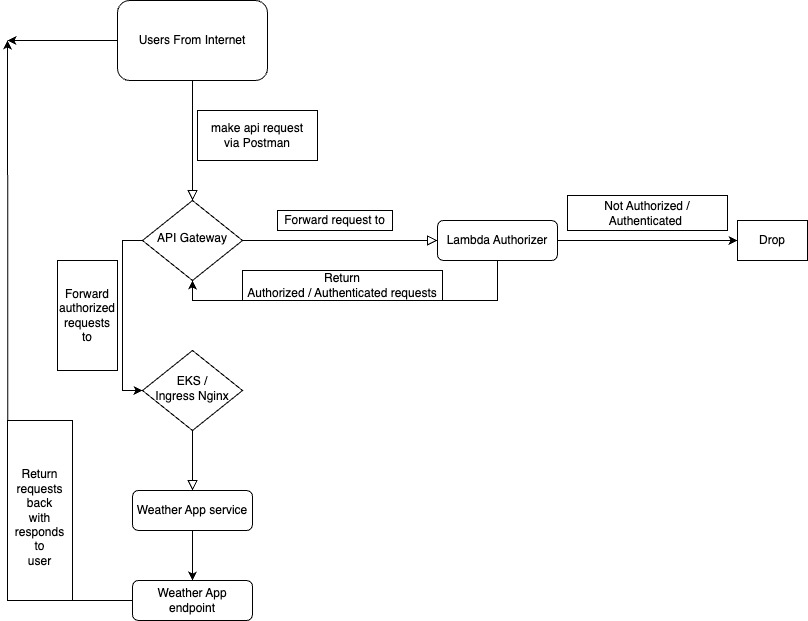 Users From Internet
make api request
via Postman
Forward request to
Not Authorized /
Authenticated
API Gateway
Lambda Authorizer
Drop
Return
Authorized / Authenticated requests
Forward
authorized
requests
to
EKS /
Ingress Nginx
Return
requests
back
with
responds
to
user
Weather App service
Weather App
endpoint